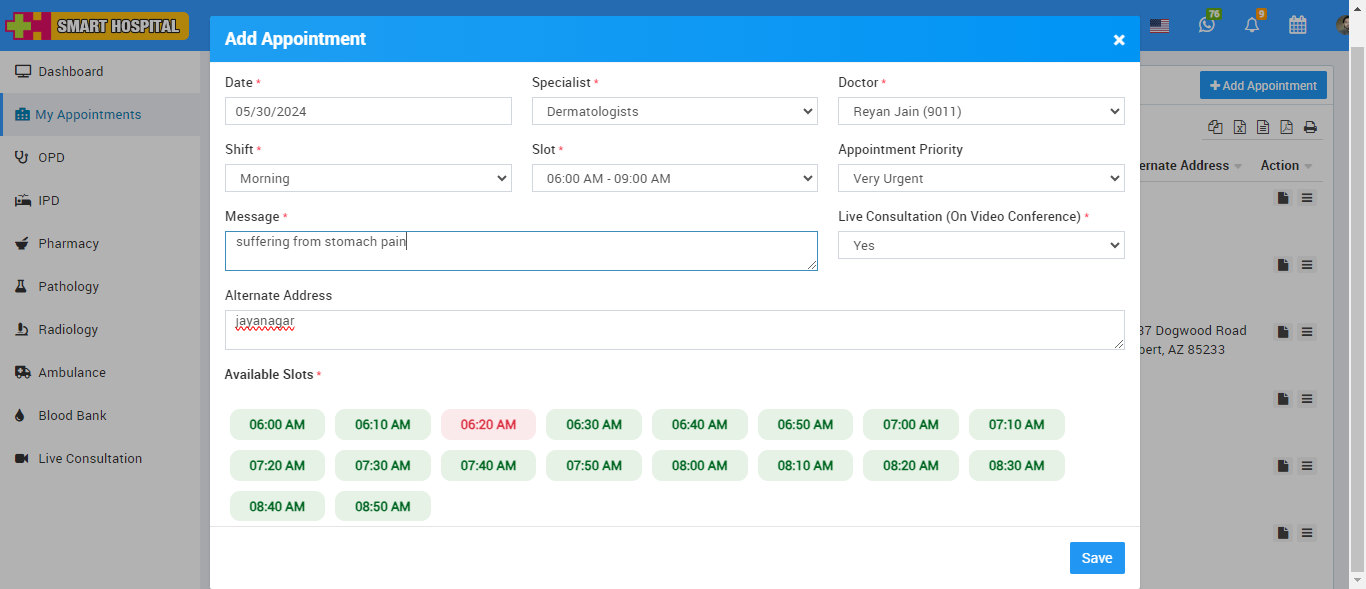 SMART HOSPITAL
Add Appointment
×
76
9
Dashboard
My Appointments
OPD
IPD
Pharmacy
Pathology
Radiology
Ambulance
Blood Bank
Live Consultation
Date *
Specialist *
Doctor *
05/30/2024
Dermatologists
Reyan Jain (9011)
Shift *
Slot *
Appointment Priority
Morning
06:00 AM - 09:00 AM
Very Urgent
Message *
Live Consultation (On Video Conference) *
suffering from stomach pain
Yes
Alternate Address
jayanagar
Available Slots *
06:00 AM 06:10 AM 06:20 AM 06:30 AM 06:40 AM 06:50 AM 07:00 AM 07:10 AM
07:20 AM 07:30 AM 07:40 AM 07:50 AM 08:00 AM 08:10 AM 08:20 AM 08:30 AM
08:40 AM 08:50 AM
Save
+ Add Appointment
Address Action
37 Dogwood Road
AZ 85233